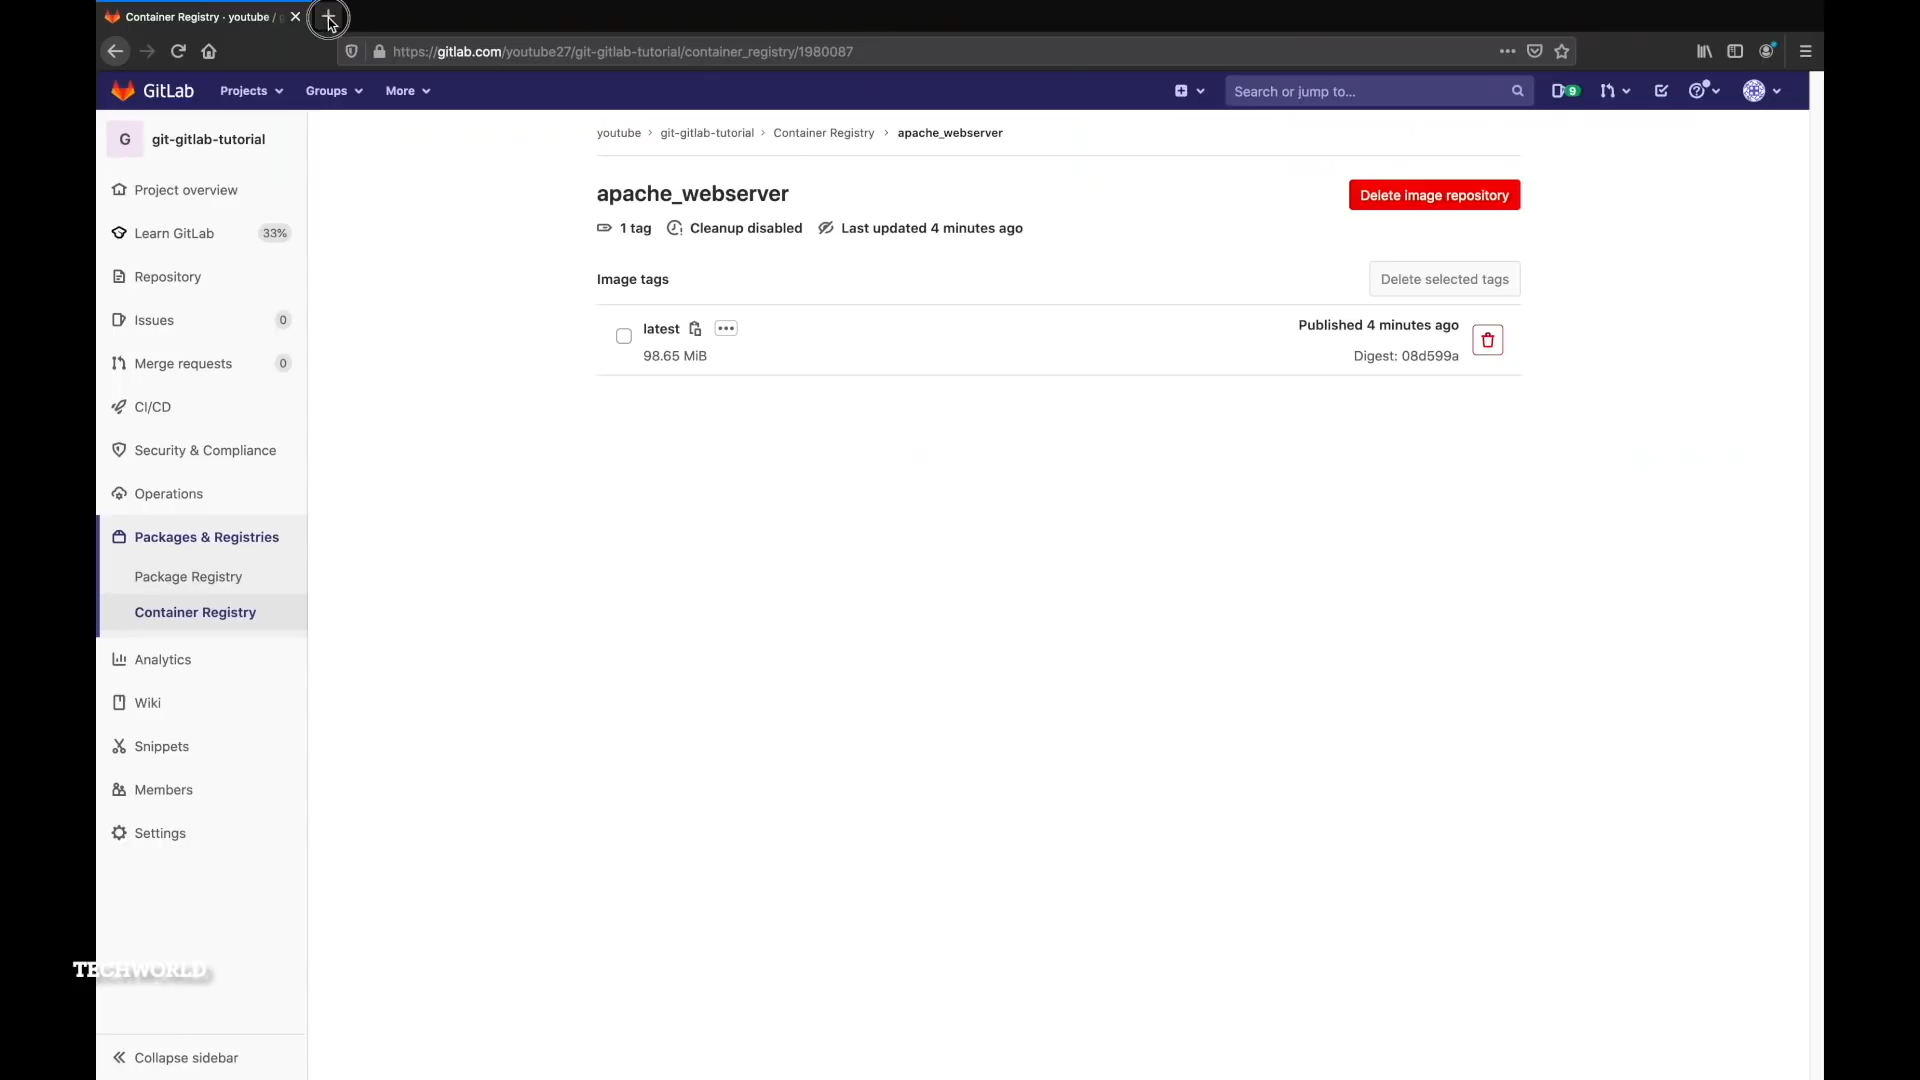 Container Registry · youtube /
https://gitlab.com/youtube27/git-gitlab-tutorial/container_registry/1980087
GitLab Projects Groups More Search or jump to... 9
G git-gitlab-tutorial
Project overview
Learn GitLab 33%
Repository
Issues 0
Merge requests 0
CI/CD
Security & Compliance
Operations
Packages & Registries
Package Registry
Container Registry
Analytics
Wiki
Snippets
Members
Settings
Collapse sidebar
youtube > git-gitlab-tutorial > Container Registry > apache_webserver
apache_webserver Delete image repository
1 tag Cleanup disabled Last updated 4 minutes ago
Image tags Delete selected tags
latest Published 4 minutes ago
98.65 MiB Digest: 08d599a
TECHWORLD